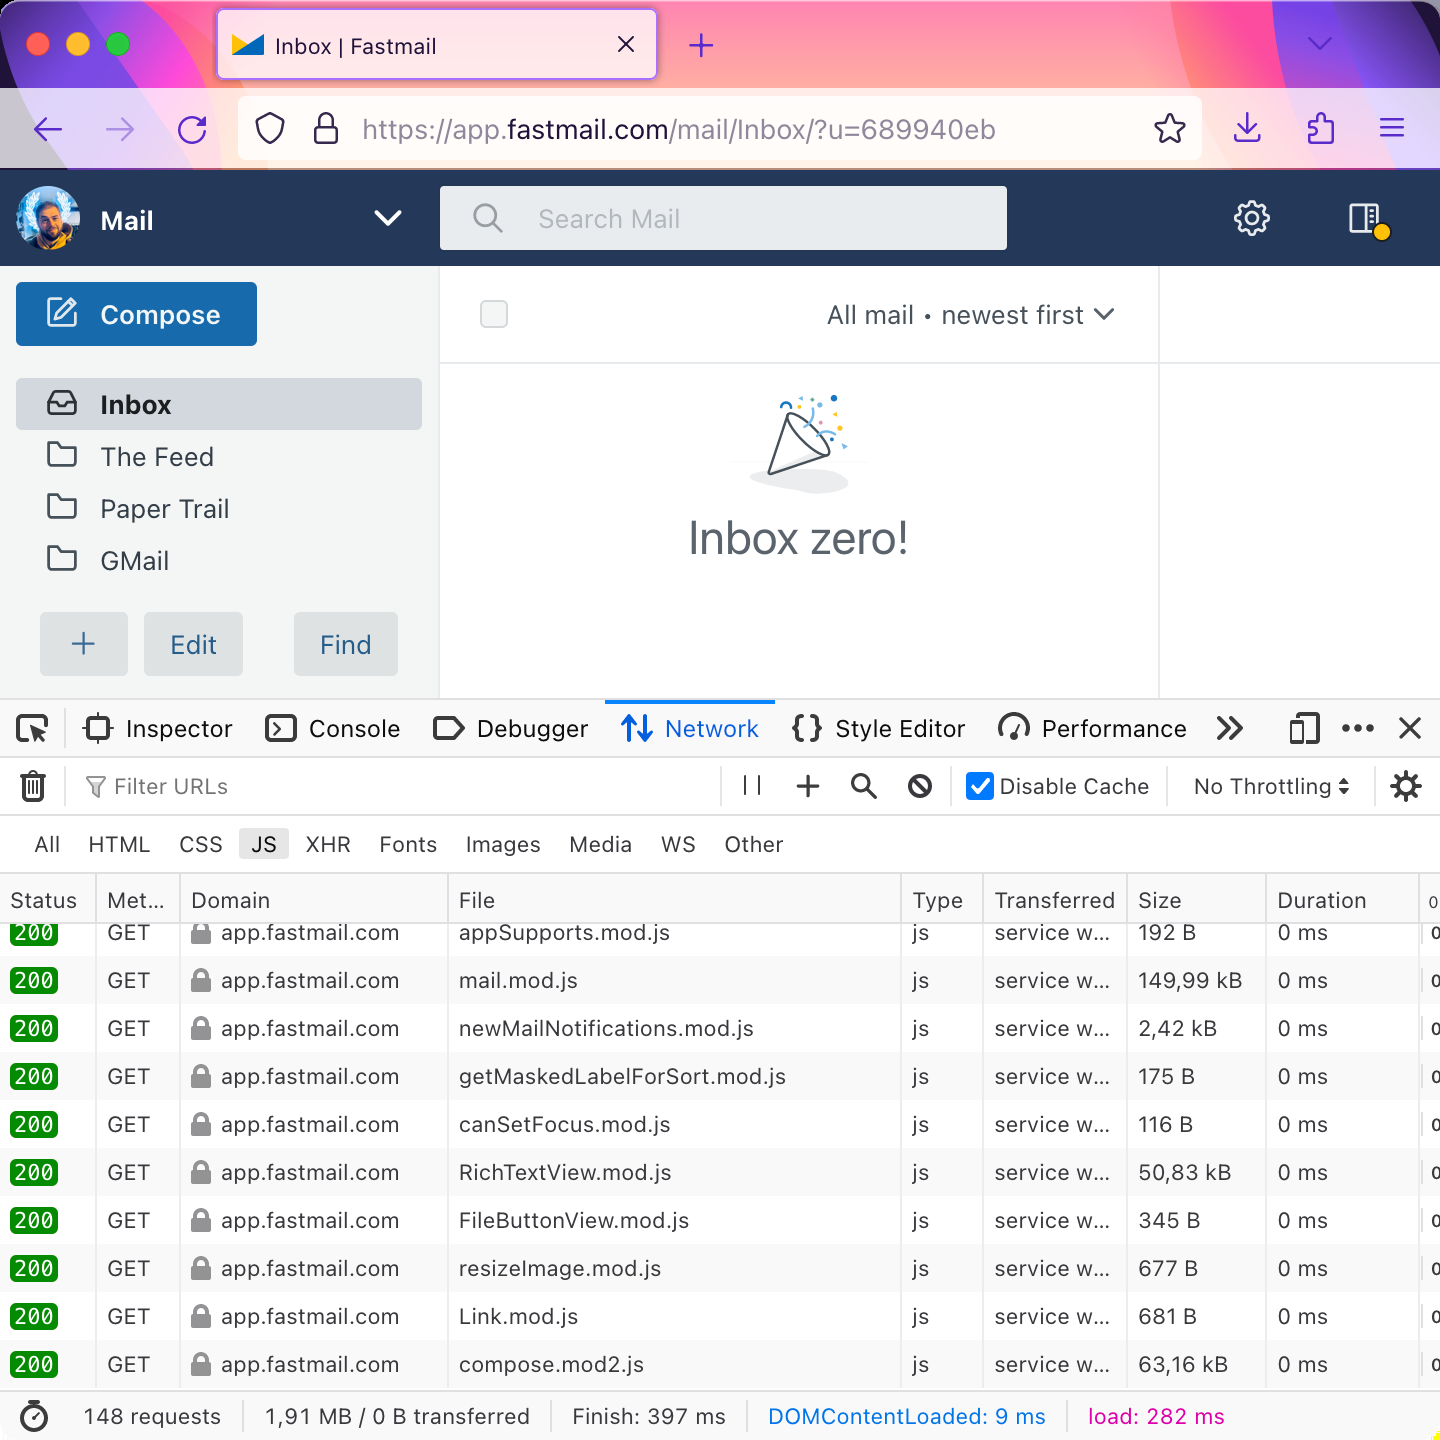 Inbox | Fastmail
https://app.fastmail.com/mail/Inbox/?u=689940eb
Mail
Search Mail
Compose
All mail • newest first
Inbox
The Feed
Paper Trail
GMail
Inbox zero!
+ Edit Find
Inspector Console Debugger Network Style Editor Performance
Filter URLs Disable Cache No Throttling
All HTML CSS JS XHR Fonts Images Media WS Other
Status Met... Domain File Type Transferred Size Duration 0
200 GET app.fastmail.com appSupports.mod.js js service w... 192 B 0 ms 0
200 GET app.fastmail.com mail.mod.js js service w... 149,99 kB 0 ms 0
200 GET app.fastmail.com newMailNotifications.mod.js js service w... 2,42 kB 0 ms 0
200 GET app.fastmail.com getMaskedLabelForSort.mod.js js service w... 175 B 0 ms 0
200 GET app.fastmail.com canSetFocus.mod.js js service w... 116 B 0 ms 0
200 GET app.fastmail.com RichTextView.mod.js js service w... 50,83 kB 0 ms 0
200 GET app.fastmail.com FileButtonView.mod.js js service w... 345 B 0 ms 0
200 GET app.fastmail.com resizeImage.mod.js js service w... 677 B 0 ms 0
200 GET app.fastmail.com Link.mod.js js service w... 681 B 0 ms 0
200 GET app.fastmail.com compose.mod2.js js service w... 63,16 kB 0 ms 0
148 requests 1,91 MB / 0 B transferred Finish: 397 ms DOMContentLoaded: 9 ms load: 282 ms